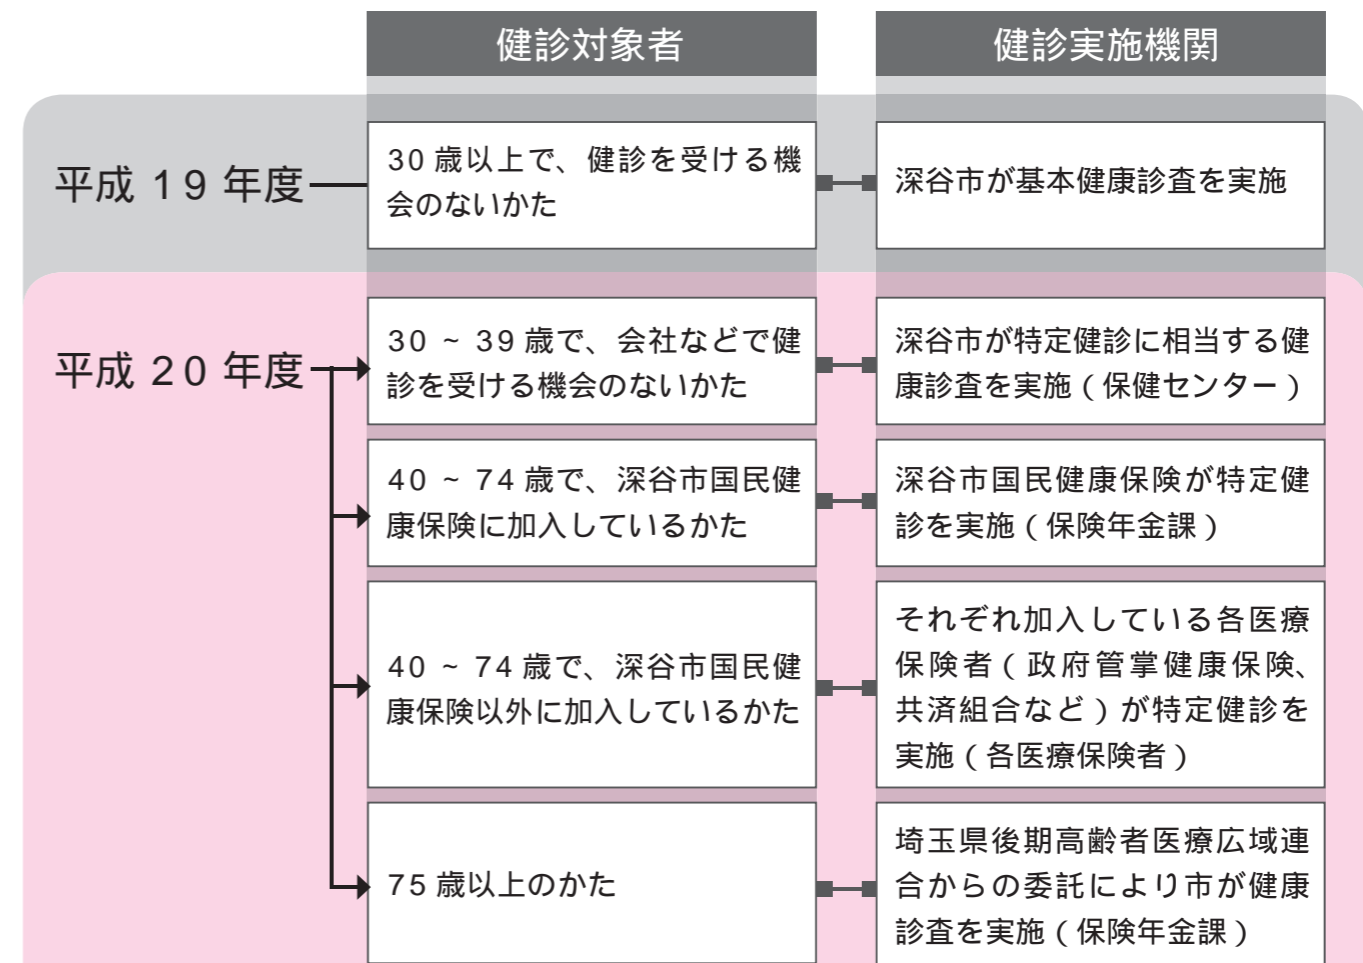 健診対象者
健診実施機関
平成 19 年度
30 歳以上で、健診を受ける機
会のないかた
深谷市が基本健康診査を実施
平成 20 年度
30 ~ 39 歳で、会社などで健
診を受ける機会のないかた
深谷市が特定健診に相当する健
康診査を実施（保健センター）
40 ~ 74 歳で、深谷市国民健
康保険に加入しているかた
深谷市国民健康保険が特定健
診を実施（保険年金課）
40 ~ 74 歳で、深谷市国民健
康保険以外に加入しているかた
それぞれ加入している各医療
保険者（政府管掌健康保険、
共済組合など）が特定健診を
実施（各医療保険者）
75 歳以上のかた
埼玉県後期高齢者医療広域連
合からの委託により市が健康
診査を実施（保険年金課）